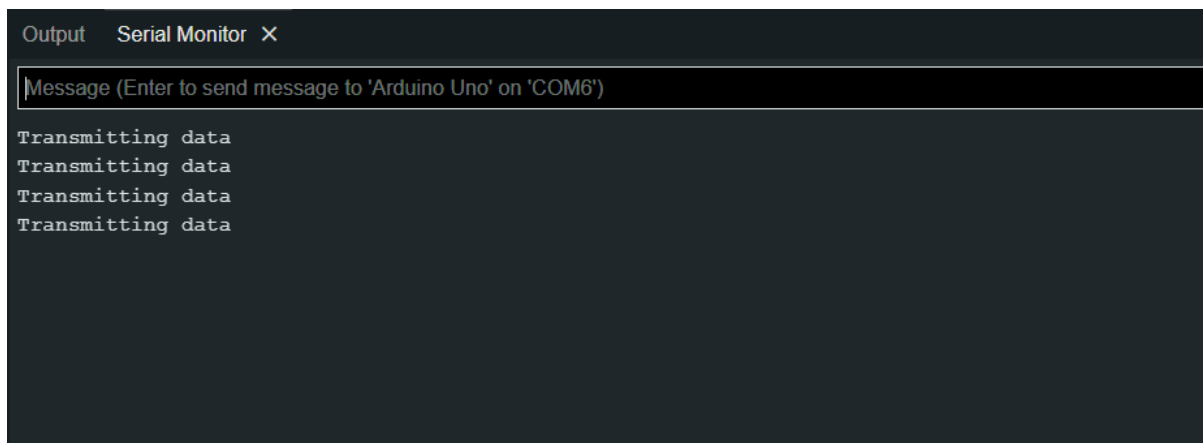 Output Serial Monitor ×
Message (Enter to send message to 'Arduino Uno' on 'COM6')
Transmitting data
Transmitting data
Transmitting data
Transmitting data